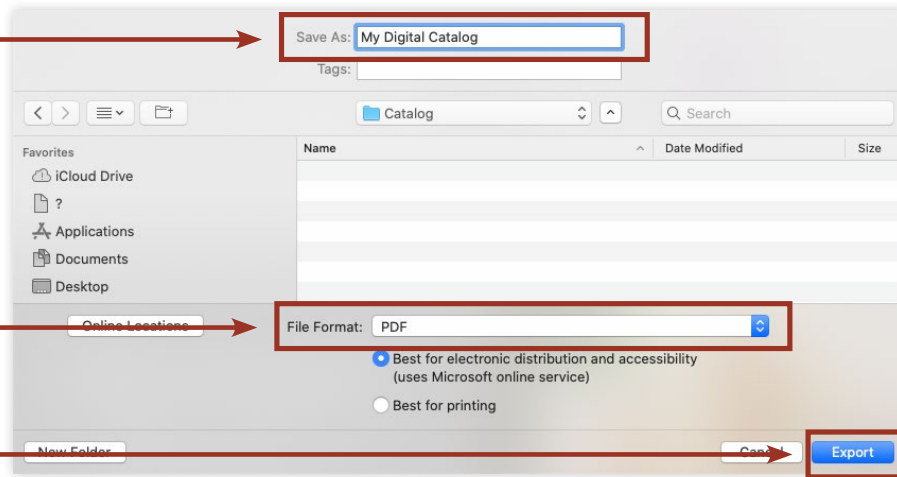 Save As: My Digital Catalog
Tags:
Catalog
Search
Favorites
Name
Date Modified
Size
iCloud Drive
?
Applications
Documents
Desktop
Online Locations
File Format: PDF
Best for electronic distribution and accessibility
(uses Microsoft online service)
Best for printing
New Folder
Cancel
Export